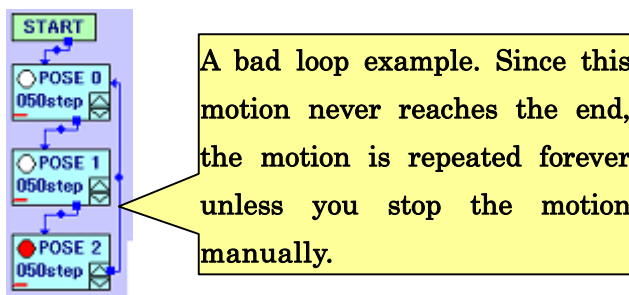 START
POSE 0
050step
POSE 1
050step
POSE 2
050step
A bad loop example. Since this
motion never reaches the end,
the motion is repeated forever
unless you stop the motion
manually.